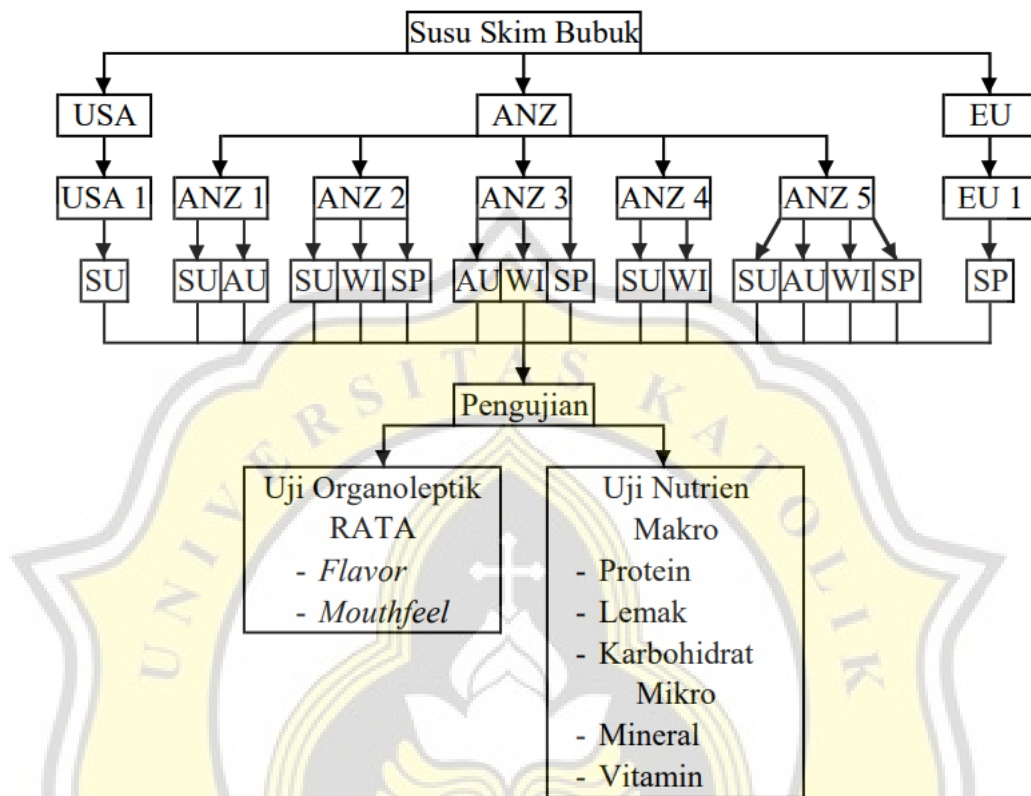 Susu Skim Bubuk
USA ANZ EU
USA 1 ANZ 1 ANZ 2 ANZ 3 ANZ 4 ANZ 5 EU 1
SU SU AU SU WI SP AU WI SP SU WI SU AU WI SP SP
UNIVERSITAS KATOLIK
Pengujian
Uji Organoleptik
RATA
- Flavor
- Mouthfeel
Uji Nutrien
Makro
- Protein
- Lemak
- Karbohidrat
Mikro
- Mineral
- Vitamin